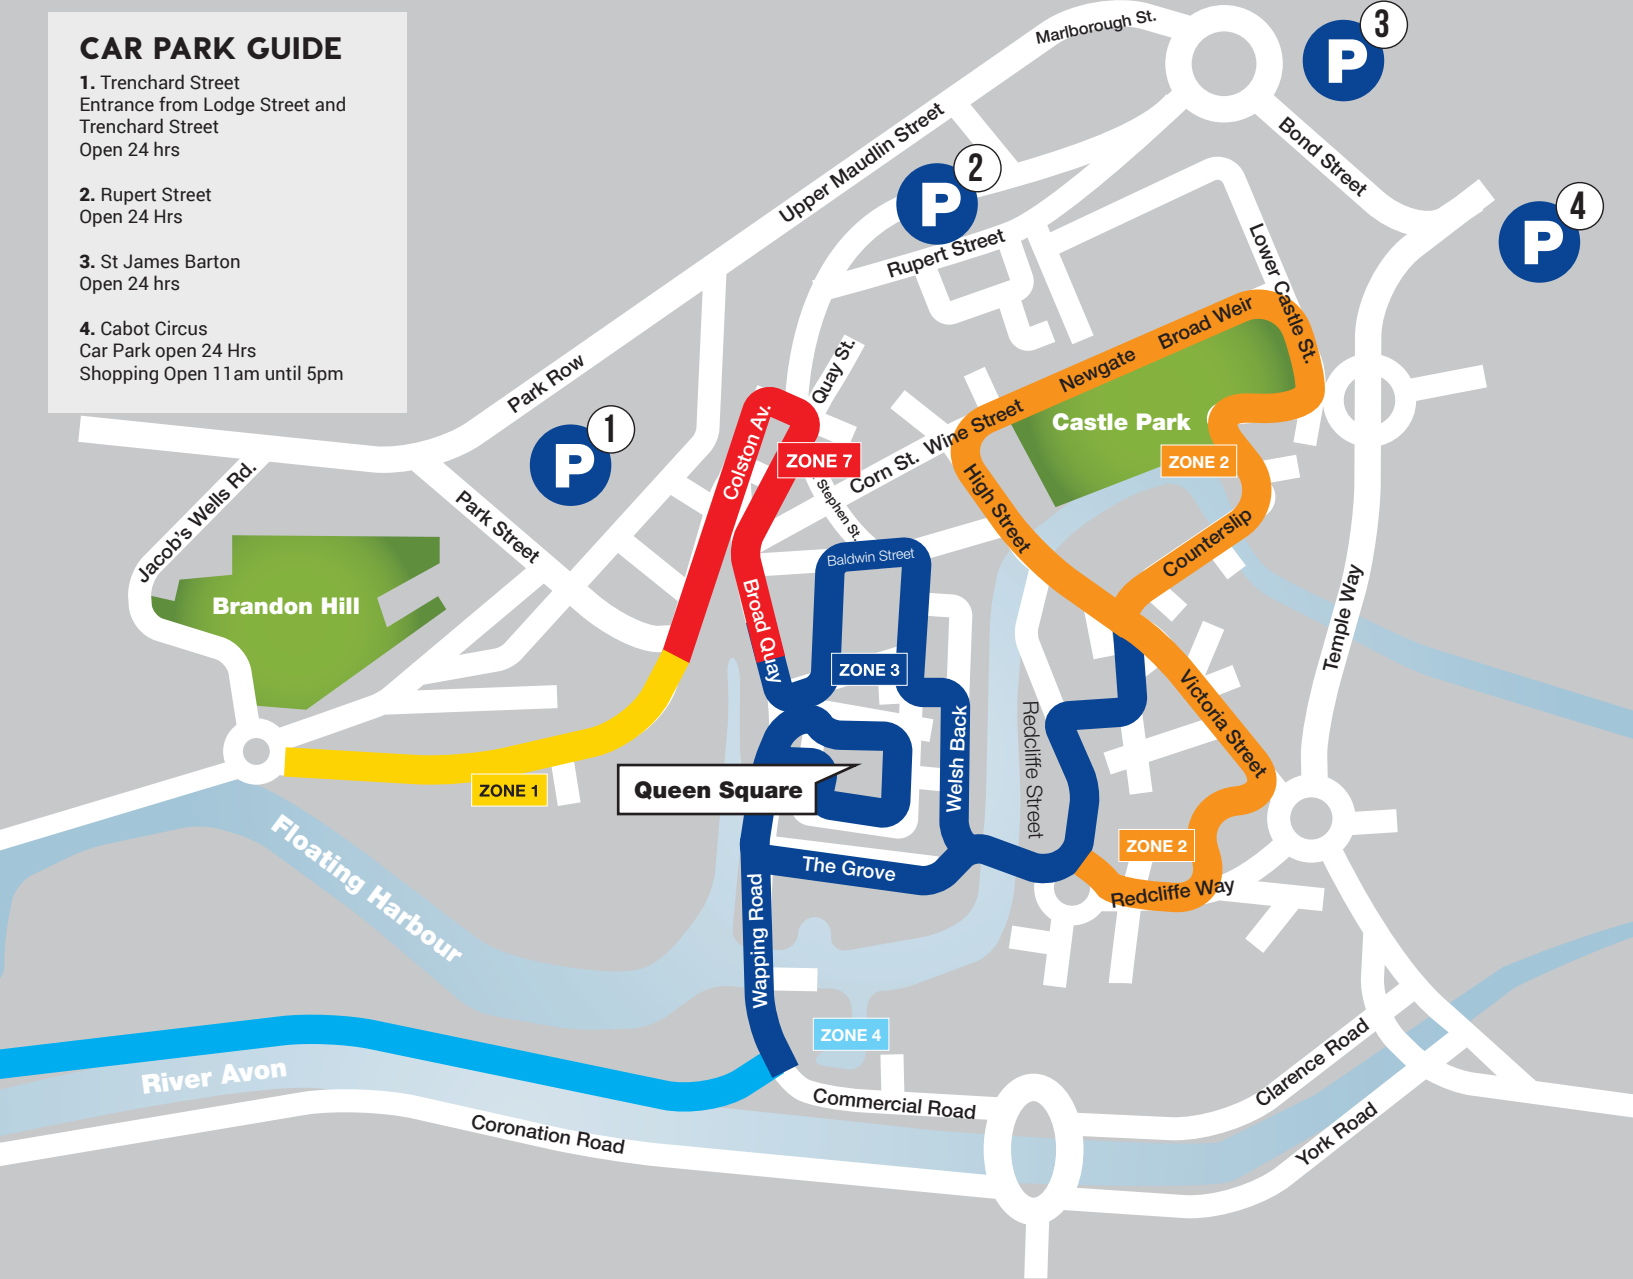 CAR PARK GUIDE
1. Trenchard Street
Entrance from Lodge Street and
Trenchard Street
Open 24 hrs
2. Rupert Street
Open 24 Hrs
3. St James Barton
Open 24 hrs
4. Cabot Circus
Car Park open 24 Hrs
Shopping Open 11am until 5pm
Marlborough St.
P
3
Bond Street
Upper Maudlin Street
P
2
P
4
Rupert Street
Lower Castle St.
Broad Weir
Newgate
Quay St.
Park Row
P
1
Castle Park
Wine Street
Corn St.
Colston Av.
ZONE 7
ZONE 2
Jacob's Wells Rd.
Park Street
Stephen St.
High Street
Counterslip
Baldwin Street
Brandon Hill
Broad Quay
ZONE 3
Temple Way
Victoria Street
Redcliffe Street
Welsh Back
Queen Square
ZONE 1
ZONE 2
Floating Harbour
The Grove
Redcliffe Way
Wapping Road
ZONE 4
River Avon
Commercial Road
Clarence Road
Coronation Road
York Road